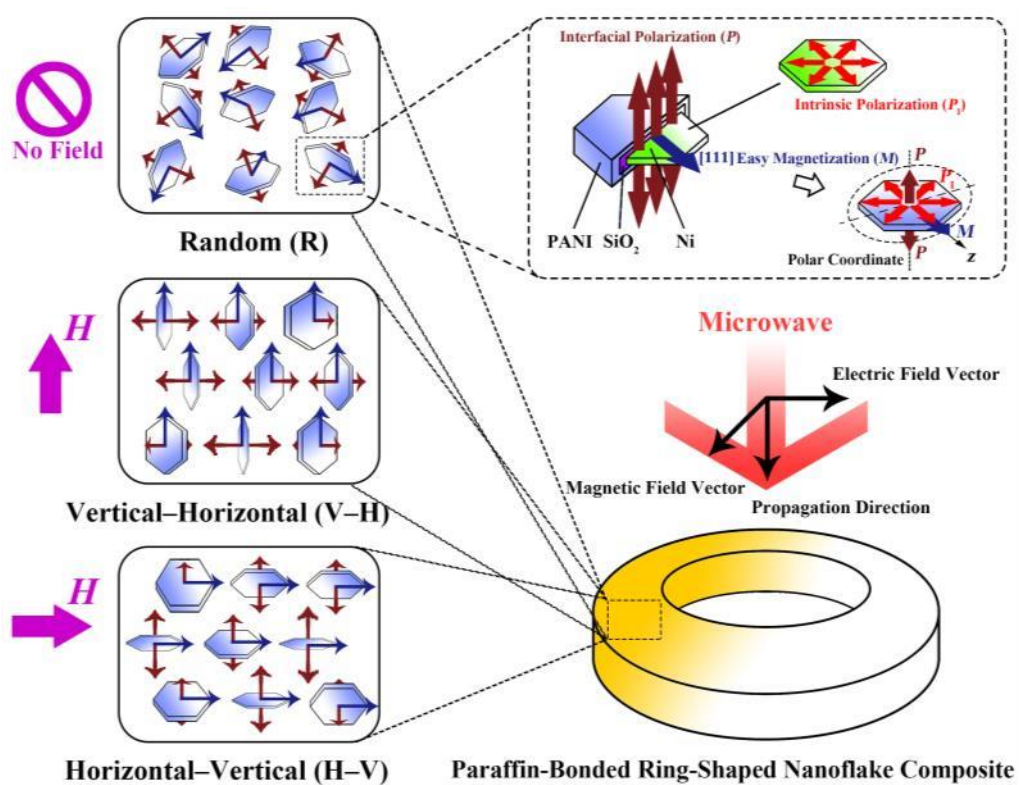 No Field
Random (R)
Interfacial Polarization (P)
Intrinsic Polarization (P₁)
[111] Easy Magnetization (M)
PANI SiO₂ Ni
P
P₁
M
P
z
Polar Coordinate
H
Vertical–Horizontal (V–H)
Microwave
Electric Field Vector
Magnetic Field Vector
Propagation Direction
H
Horizontal–Vertical (H–V)
Paraffin-Bonded Ring-Shaped Nanoflake Composite